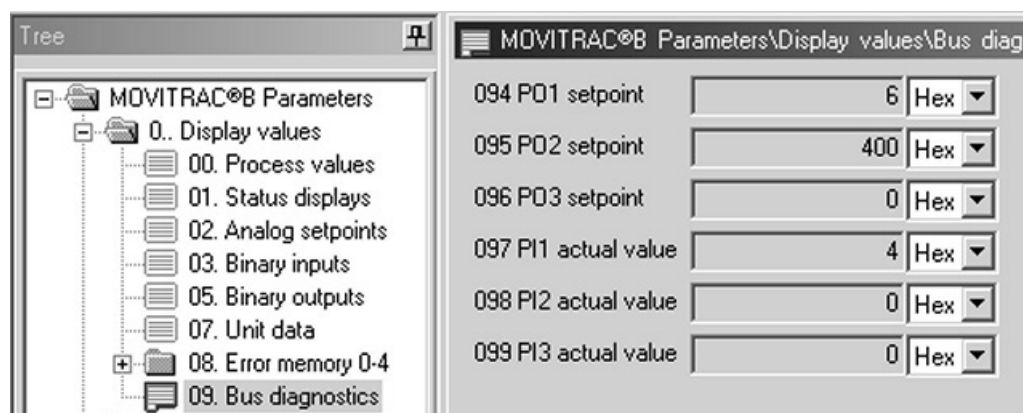 Tree
MOVITRAC®B Parameters
0.. Display values
00. Process values
01. Status displays
02. Analog setpoints
03. Binary inputs
05. Binary outputs
07. Unit data
08. Error memory 0-4
09. Bus diagnostics
MOVITRAC®B Parameters\Display values\Bus diag
094 PO1 setpoint 6 Hex
095 PO2 setpoint 400 Hex
096 PO3 setpoint 0 Hex
097 PI1 actual value 4 Hex
098 PI2 actual value 0 Hex
099 PI3 actual value 0 Hex